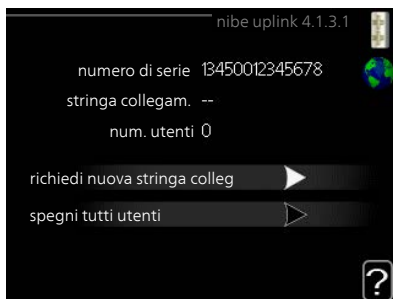 nibe uplink 4.1.3.1
numero di serie 13450012345678
stringa collegam. --
num. utenti 0
richiedi nuova stringa colleg
spegni tutti utenti
?